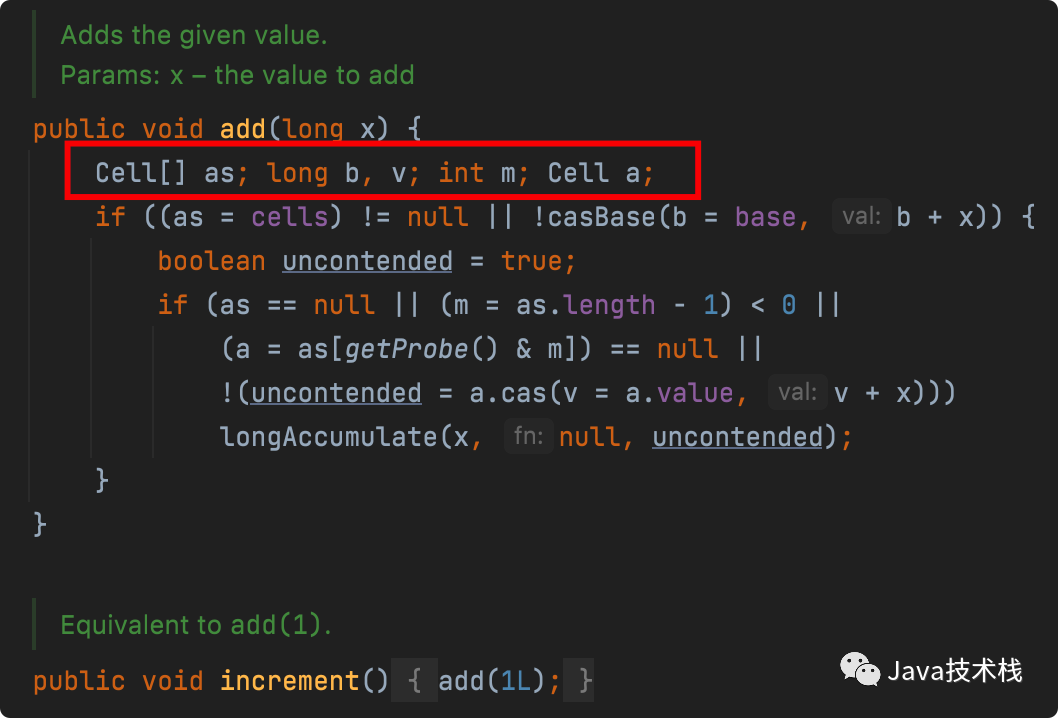 Adds the given value.
Params: x – the value to add
public void add(long x) {
Cell[] as; long b, v; int m; Cell a;
if ((as = cells) != null || !casBase(b = base, val: b + x)) {
boolean uncontended = true;
if (as == null || (m = as.length - 1) < 0 ||
(a = as[getProbe() & m]) == null ||
!(uncontended = a.cas(v = a.value, val: v + x)))
longAccumulate(x, fn: null, uncontended);
}
}
Equivalent to add(1).
public void increment() { add(1L); }
Java技术栈